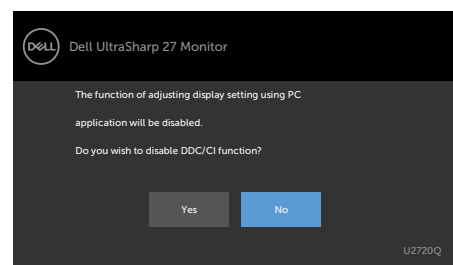 DELL
Dell UltraSharp 27 Monitor
The function of adjusting display setting using PC
application will be disabled.
Do you wish to disable DDC/CI function?
Yes
No
U2720Q